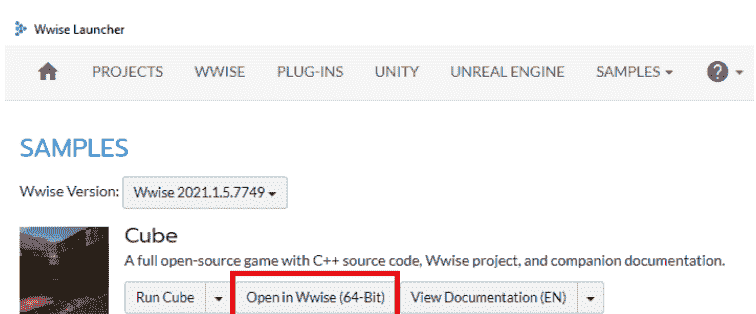 Wwise Launcher
PROJECTS WWISE PLUG-INS UNITY UNREAL ENGINE SAMPLES ?
SAMPLES
Wwise Version: Wwise 2021.1.5.7749
Cube
A full open-source game with C++ source code, Wwise project, and companion documentation.
Run Cube Open in Wwise (64-Bit) View Documentation (EN)